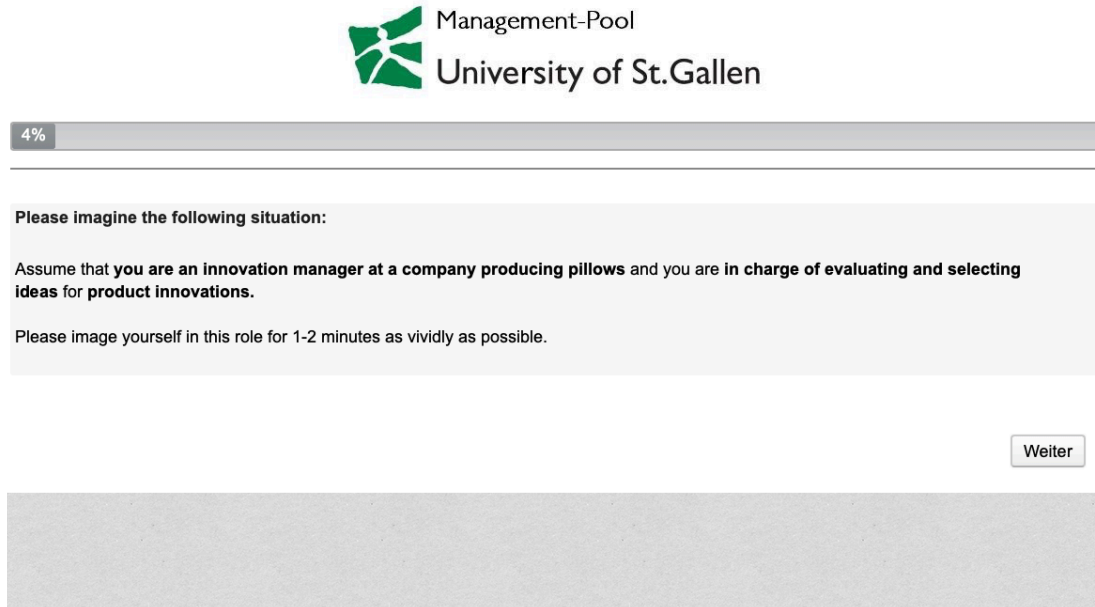 Management-Pool
University of St.Gallen
4%
Please imagine the following situation:
Assume that you are an innovation manager at a company producing pillows and you are in charge of evaluating and selecting
ideas for product innovations.
Please image yourself in this role for 1-2 minutes as vividly as possible.
Weiter